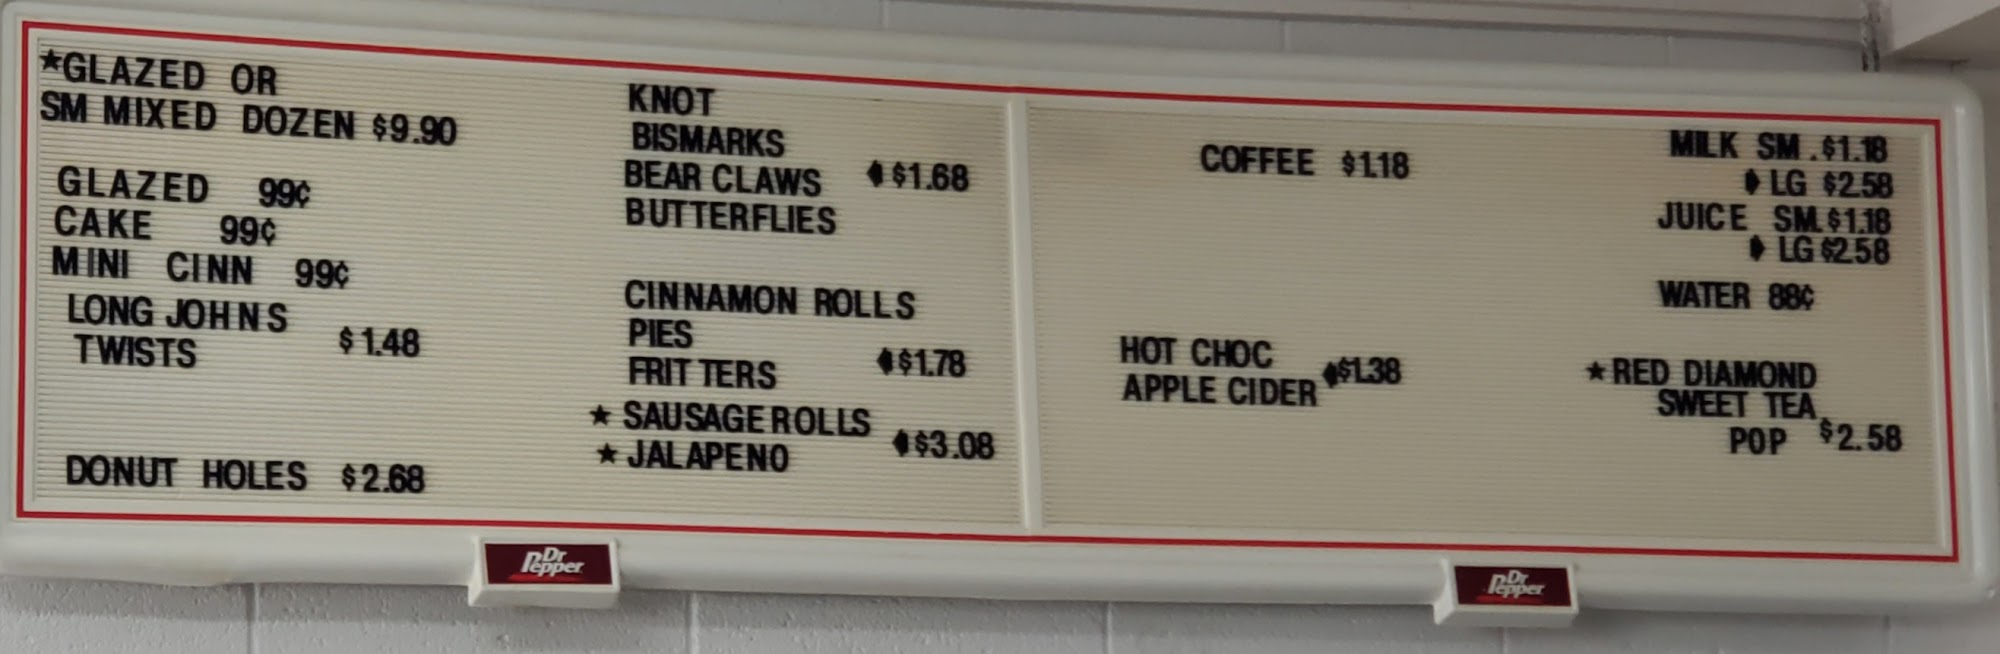 ★GLAZED OR
SM MIXED DOZEN $9.90
GLAZED 99¢
CAKE 99¢
MINI CINN 99¢
LONG JOHNS
TWISTS $1.48
DONUT HOLES $2.68
KNOT
BISMARKS
BEAR CLAWS $1.68
BUTTERFLIES
CINNAMON ROLLS
PIES
FRITTERS $1.78
★ SAUSAGE ROLLS
★ JALAPENO $3.08
COFFEE $1.18
HOT CHOC
APPLE CIDER $1.38
MILK SM. $1.18
LG $2.58
JUICE SM. $1.18
LG $2.58
WATER 88¢
★ RED DIAMOND
SWEET TEA
POP $2.58
Dr Pepper
Dr Pepper